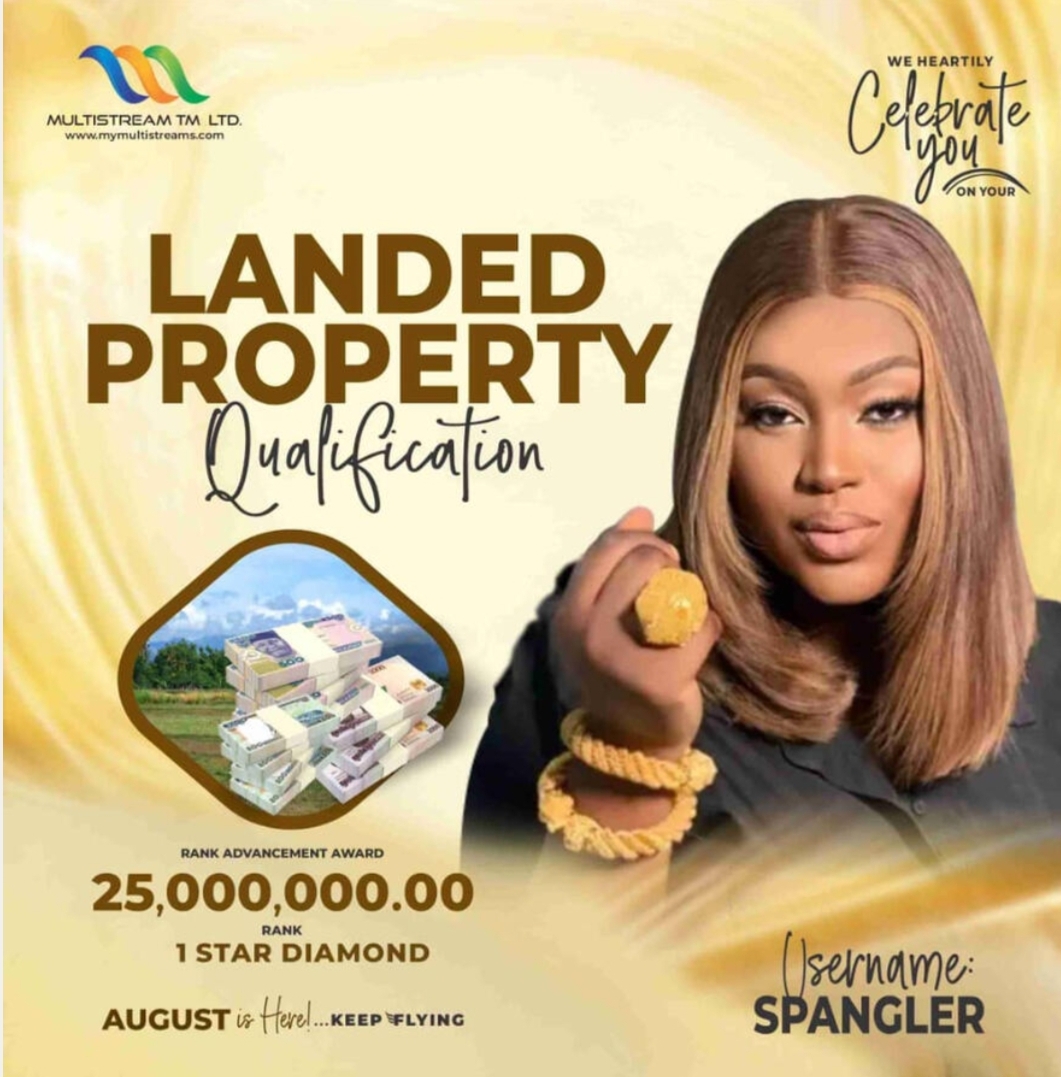 MULTISTREAM TM LTD.
www.mymultistreams.com
WE HEARTILY
Celebrate
you
ON YOUR
LANDED
PROPERTY
Qualification
RANK ADVANCEMENT AWARD
25,000,000.00
RANK
1 STAR DIAMOND
AUGUST is Here!...KEEP FLYING
Username:
SPANGLER